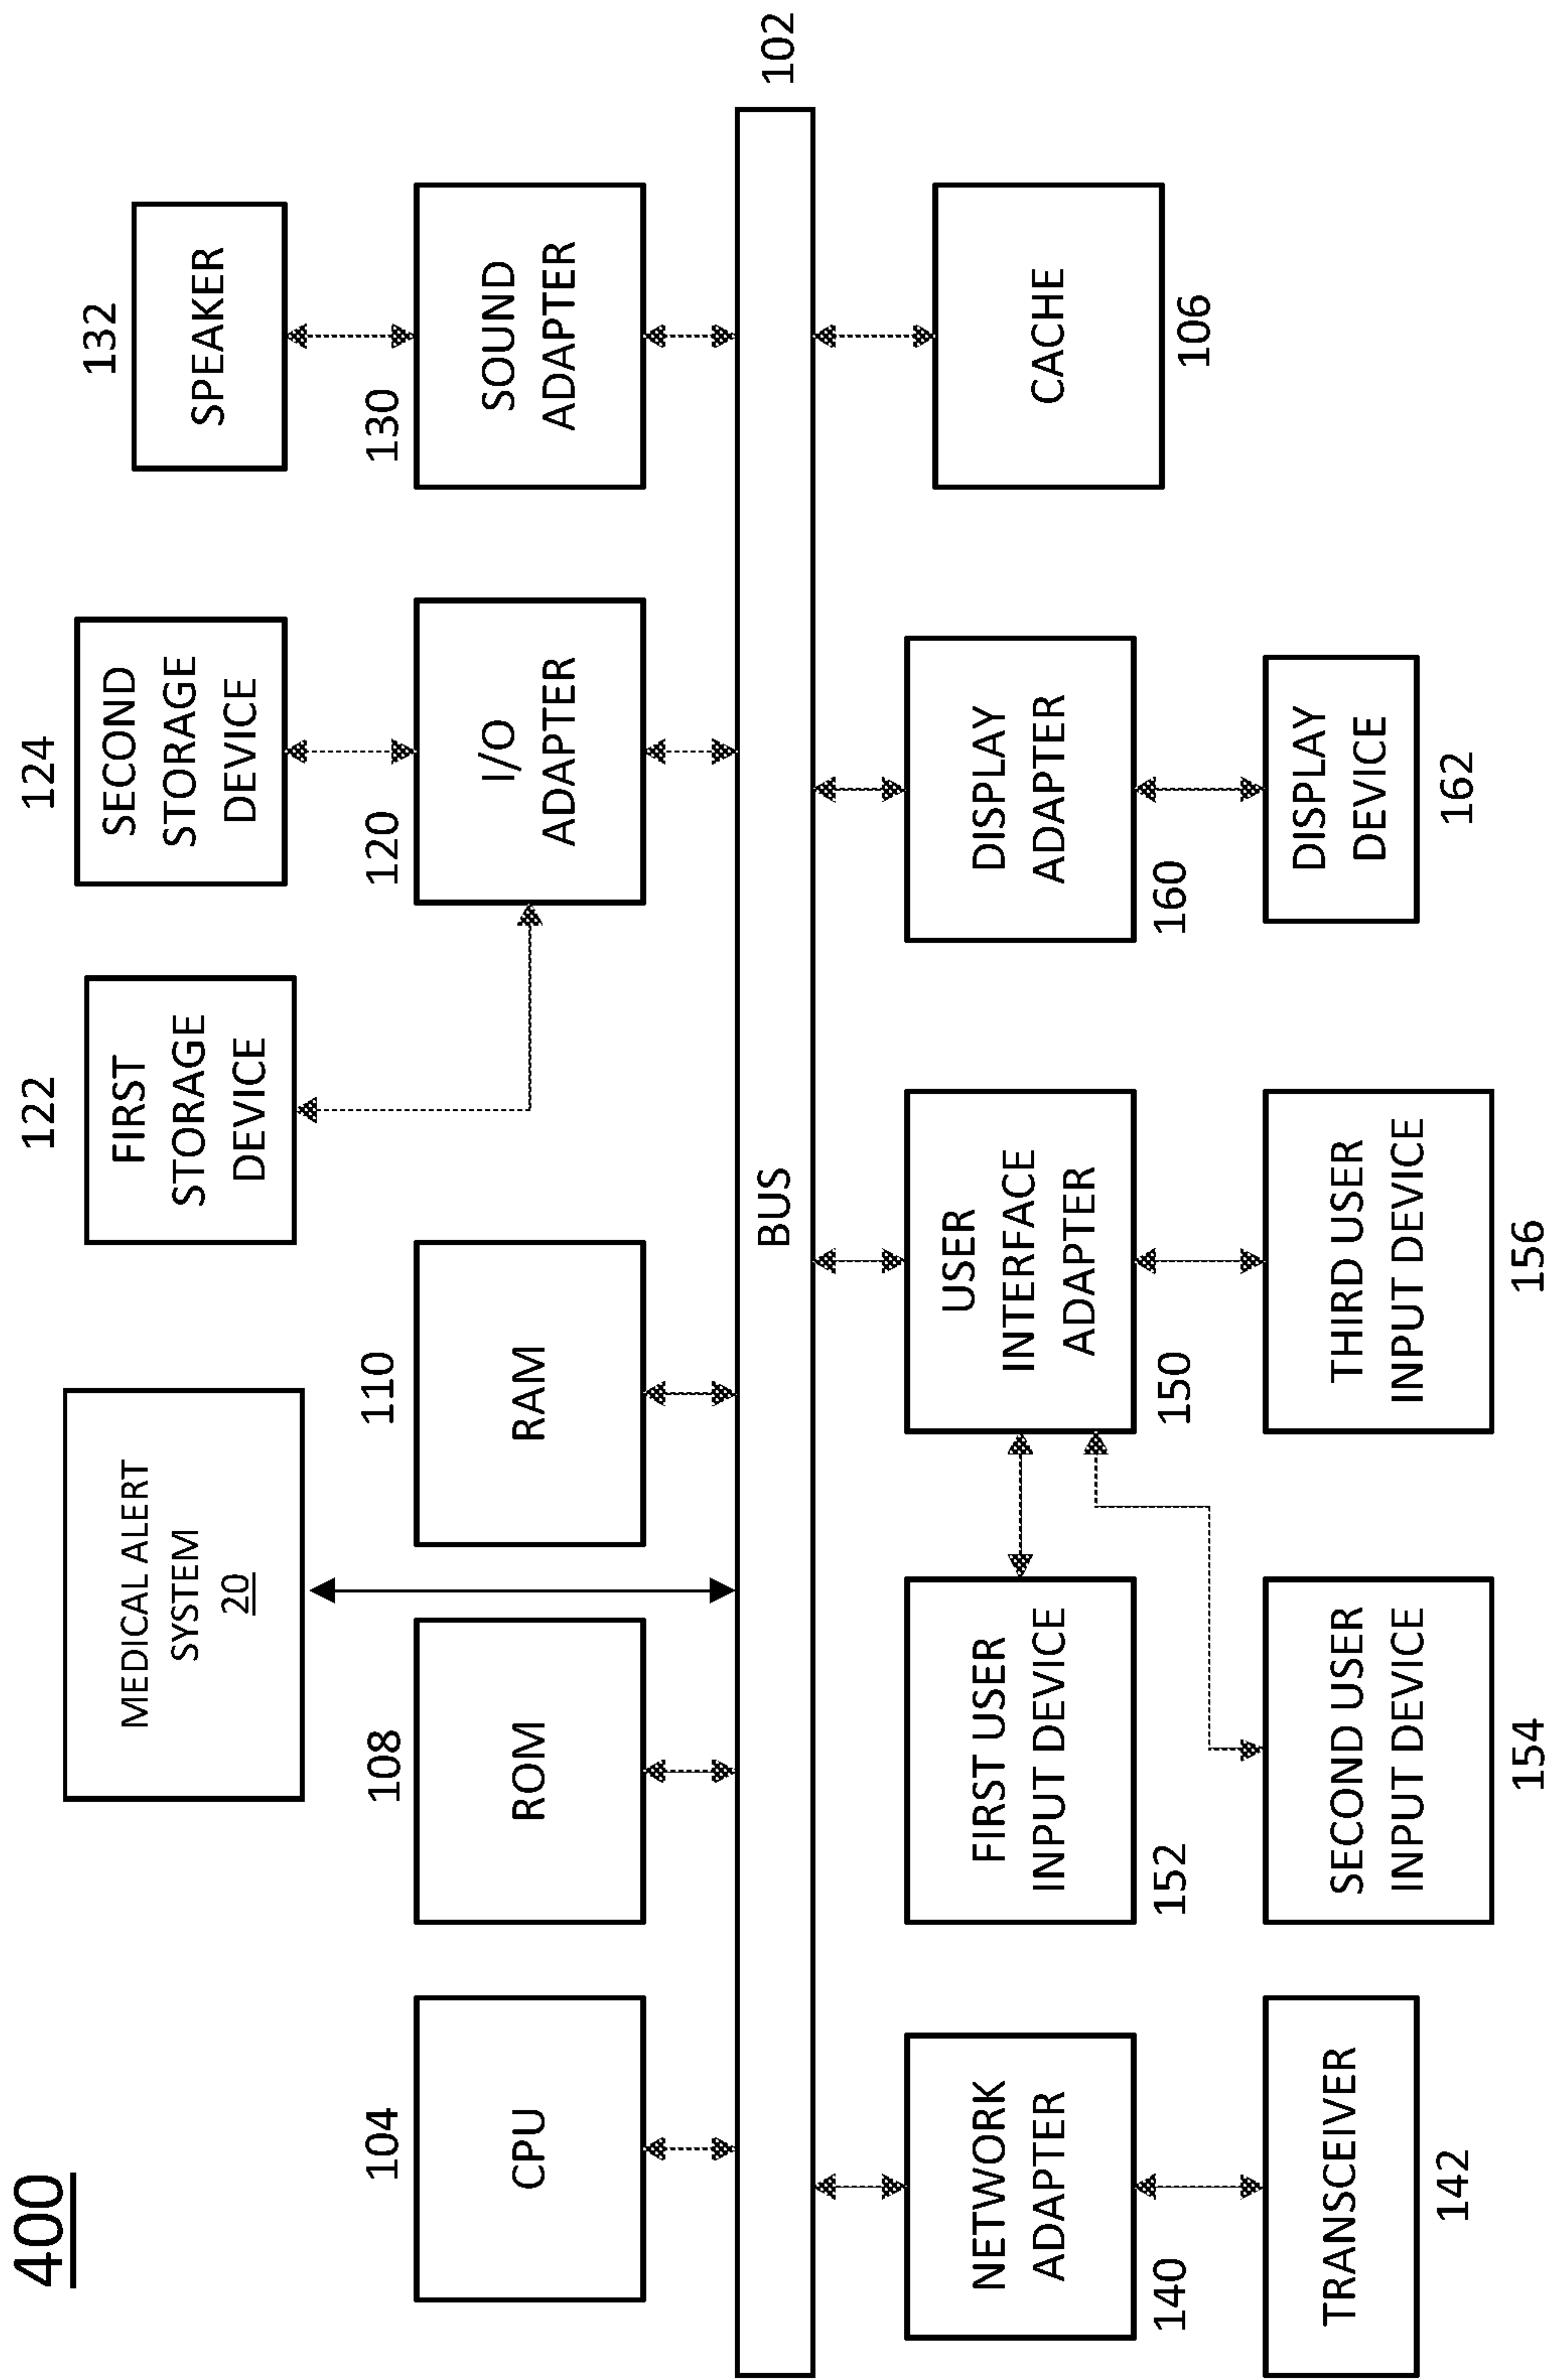 400
MEDICAL ALERT
SYSTEM
20
122
FIRST
STORAGE
DEVICE
124
SECOND
STORAGE
DEVICE
132
SPEAKER
104
CPU
108
ROM
110
RAM
120
I/O
ADAPTER
130
SOUND
ADAPTER
BUS
102
NETWORK
ADAPTER
140
FIRST USER
INPUT DEVICE
152
USER
INTERFACE
ADAPTER
150
DISPLAY
ADAPTER
160
CACHE
106
TRANSCEIVER
142
SECOND USER
INPUT DEVICE
154
THIRD USER
INPUT DEVICE
156
DISPLAY
DEVICE
162